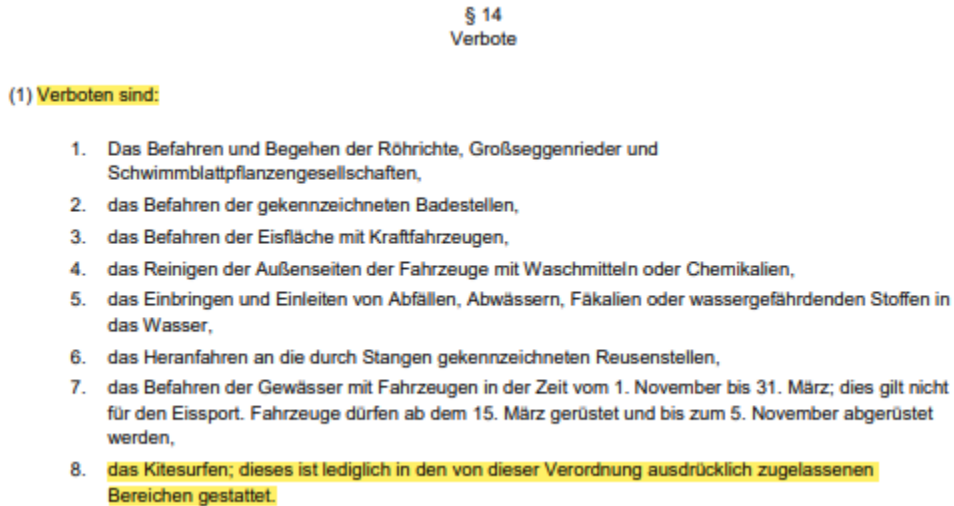 § 14
Verbote
(1) Verboten sind:
1. Das Befahren und Begehen der Röhrichte, Großseggenrieder und
Schwimmblattpflanzengesellschaften,
2. das Befahren der gekennzeichneten Badestellen,
3. das Befahren der Eisfläche mit Kraftfahrzeugen,
4. das Reinigen der Außenseiten der Fahrzeuge mit Waschmitteln oder Chemikalien,
5. das Einbringen und Einleiten von Abfällen, Abwässern, Fäkalien oder wassergefährdenden Stoffen in
das Wasser,
6. das Heranfahren an die durch Stangen gekennzeichneten Reusenstellen,
7. das Befahren der Gewässer mit Fahrzeugen in der Zeit vom 1. November bis 31. März; dies gilt nicht
für den Eissport. Fahrzeuge dürfen ab dem 15. März gerüstet und bis zum 5. November abgerüstet
werden,
8. das Kitesurfen; dieses ist lediglich in den von dieser Verordnung ausdrücklich zugelassenen
Bereichen gestattet.